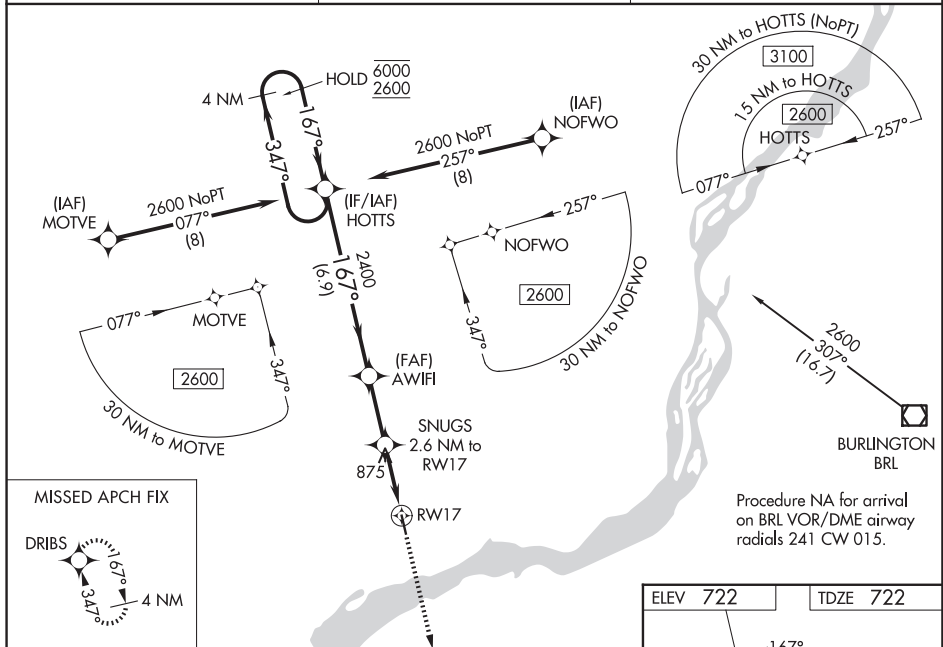 30 NM to HOTTS (NoPT)
3100
15 NM to HOTTS
2600
HOTTS
257°
077°
HOLD 6000
2600
4 NM
167°
347°
(IAF)
NOFWO
2600 NoPT
257°
(8)
(IAF)
MOTVE
2600 NoPT
077°
(8)
(IF/IAF)
HOTTS
2400
167°
(6.9)
257°
NOFWO
2600
347°
30 NM to NOFWO
077°
MOTVE
347°
2600
30 NM to MOTVE
(FAF)
AWIFI
SNUGS
2.6 NM to
RW17
875
RW17
2600
307°
(16.7)
BURLINGTON
BRL
Procedure NA for arrival
on BRL VOR/DME airway
radials 241 CW 015.
MISSED APCH FIX
DRIBS
167°
347°
4 NM
ELEV 722
TDZE 722
167°